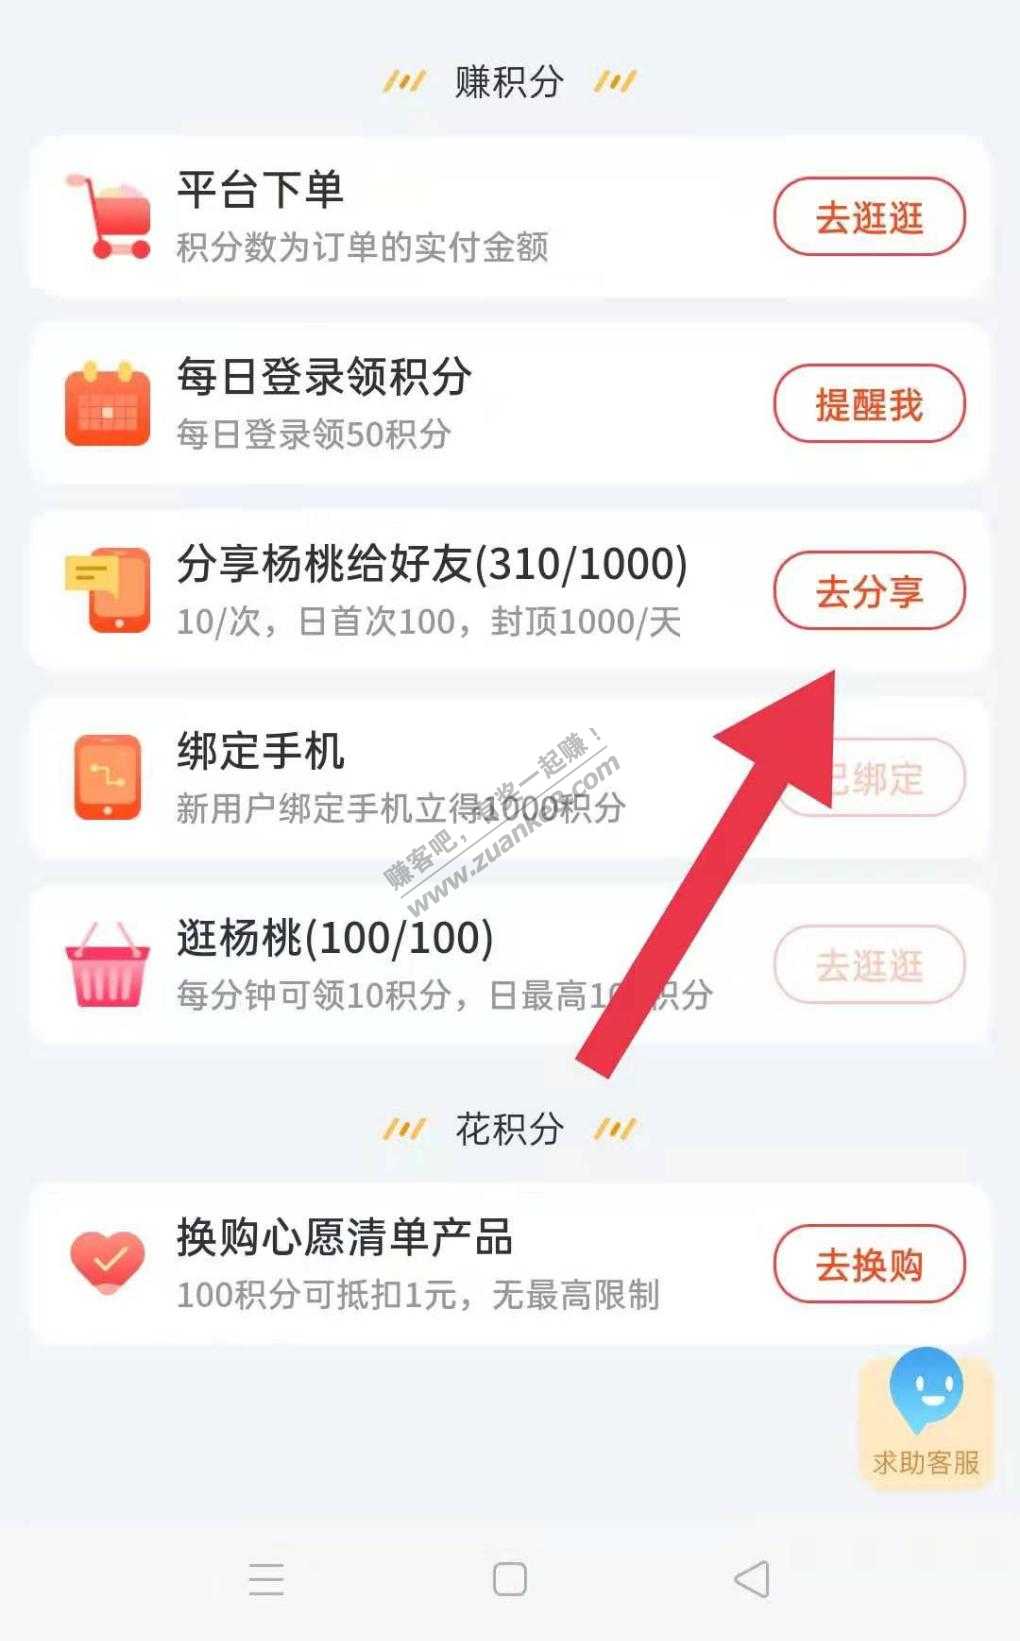 赚积分
平台下单
积分数为订单的实付金额
去逛逛
每日登录领积分
每日登录领50积分
提醒我
分享杨桃给好友(310/1000)
10/次，日首次100，封顶1000/天
去分享
绑定手机
新用户绑定手机立得1000积分
已绑定
赚客吧，有奖一起赚！
www.zuanke8.com
逛杨桃(100/100)
每分钟可领10积分，日最高100积分
去逛逛
花积分
换购心愿清单产品
100积分可抵扣1元，无最高限制
去换购
求助客服